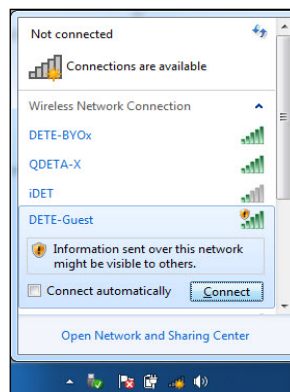 Not connected
Connections are available
Wireless Network Connection
DETE-BYOx
QDETA-X
iDET
DETE-Guest
Information sent over this network
might be visible to others.
Connect automatically
Connect
Open Network and Sharing Center